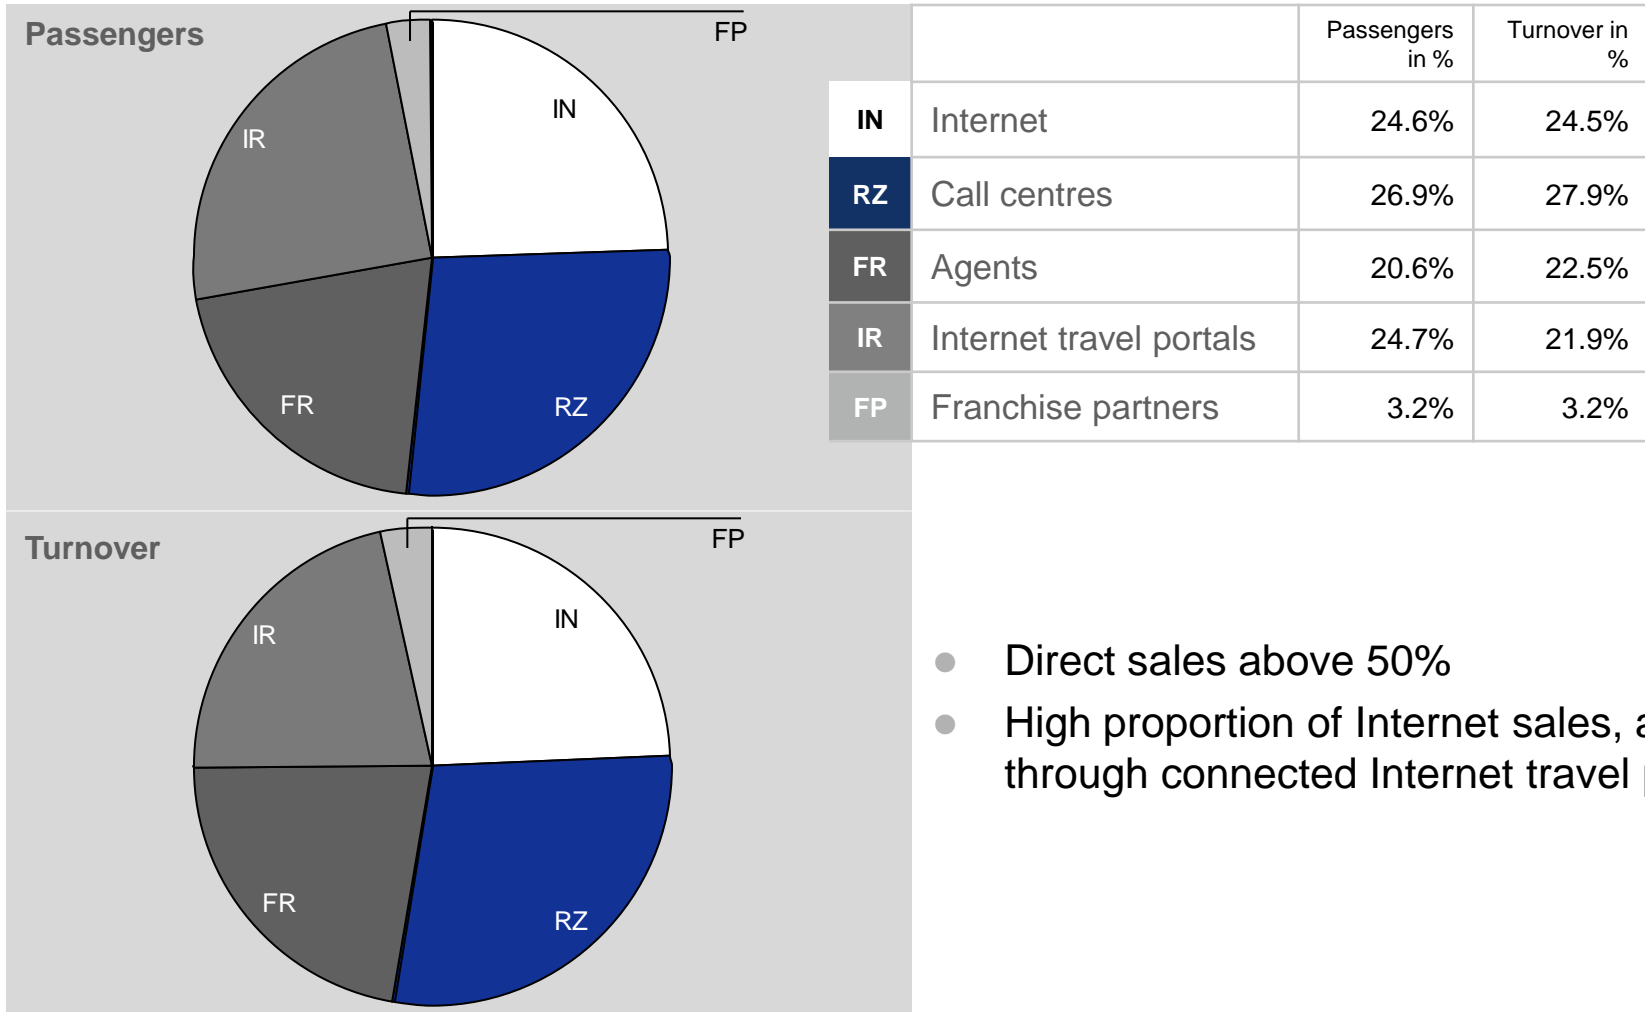 Passengers
FP
IN
IR
FR
RZ
Passengers in % Turnover in %
IN Internet 24.6% 24.5%
RZ Call centres 26.9% 27.9%
FR Agents 20.6% 22.5%
IR Internet travel portals 24.7% 21.9%
FP Franchise partners 3.2% 3.2%
Turnover
FP
IN
IR
FR
RZ
Direct sales above 50%
High proportion of Internet sales,
through connected Internet travel